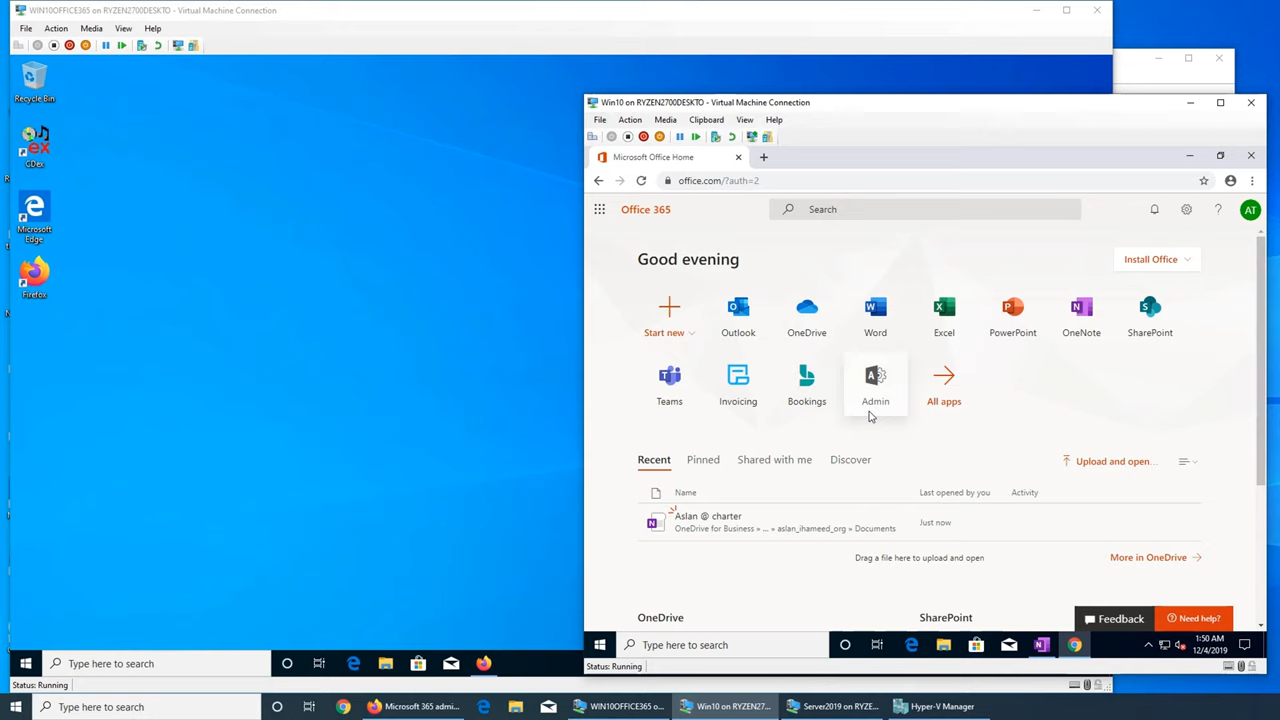 WIN10OFFICE365 on RYZEN2700DESKTO - Virtual Machine Connection
File Action Media View Help
Recycle Bin
CDex
Microsoft
Edge
Firefox
Type here to search
Status: Running
Win10 on RYZEN2700DESKTO - Virtual Machine Connection
File Action Media Clipboard View Help
Microsoft Office Home
office.com/?auth=2
Office 365
Search
AT
Good evening
Install Office
Start new
Outlook
OneDrive
Word
Excel
PowerPoint
OneNote
SharePoint
Teams
Invoicing
Bookings
Admin
All apps
Recent Pinned Shared with me Discover
Upload and open...
Name Last opened by you Activity
Aslan @ charter
OneDrive for Business » ... » aslan_ihameed_org » Documents
Just now
Drag a file here to upload and open
More in OneDrive
OneDrive
SharePoint
Feedback
Need help?
Type here to search
1:50 AM
12/4/2019
Status: Running
Type here to search
Microsoft 365 admi...
WIN10OFFICE365 o...
Win10 on RYZEN27...
Server2019 on RYZE...
Hyper-V Manager